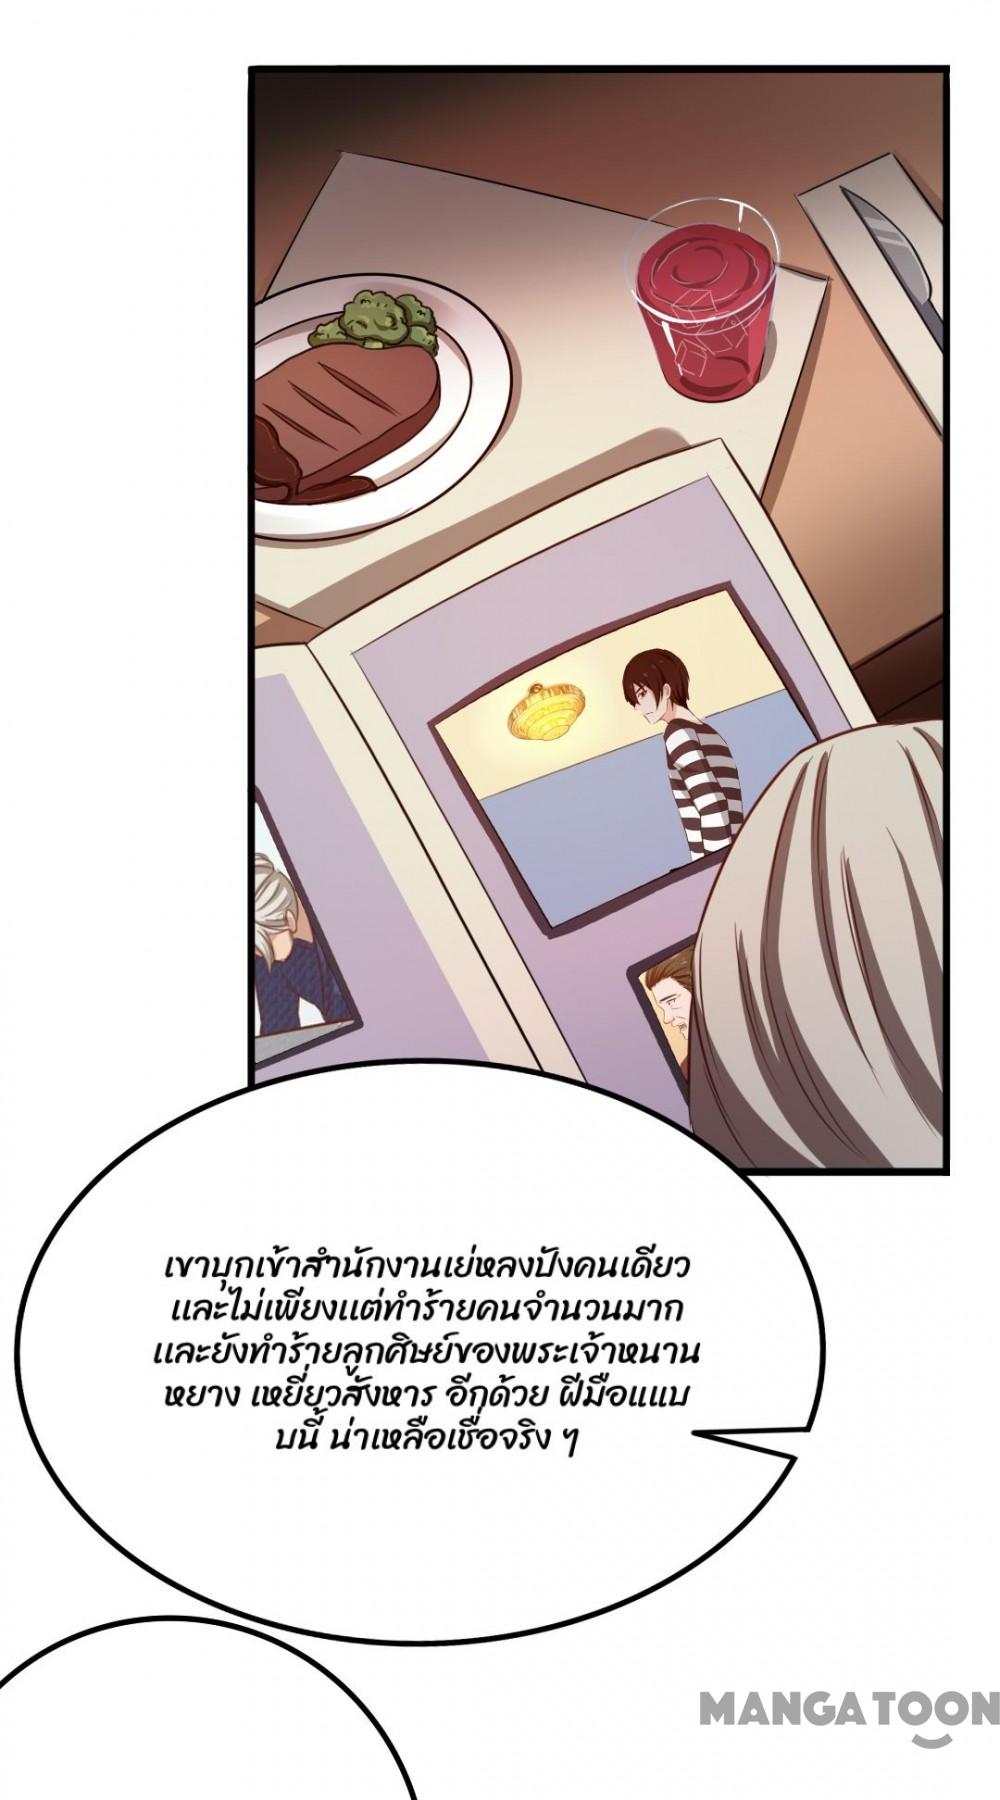 เขาบุกเข้าสำนักงานเย่หลงปังคนเดียว
และไม่เพียงแต่ทำร้ายคนจำนวนมาก
และยังทำร้ายลูกศิษย์ของพระเจ้าหนาน
หยาง เหยี่ยวสังหาร อีกด้วย ฝีมือแแบ
บนี้ น่าเหลือเชื่อจริง ๆ
MANGATOON